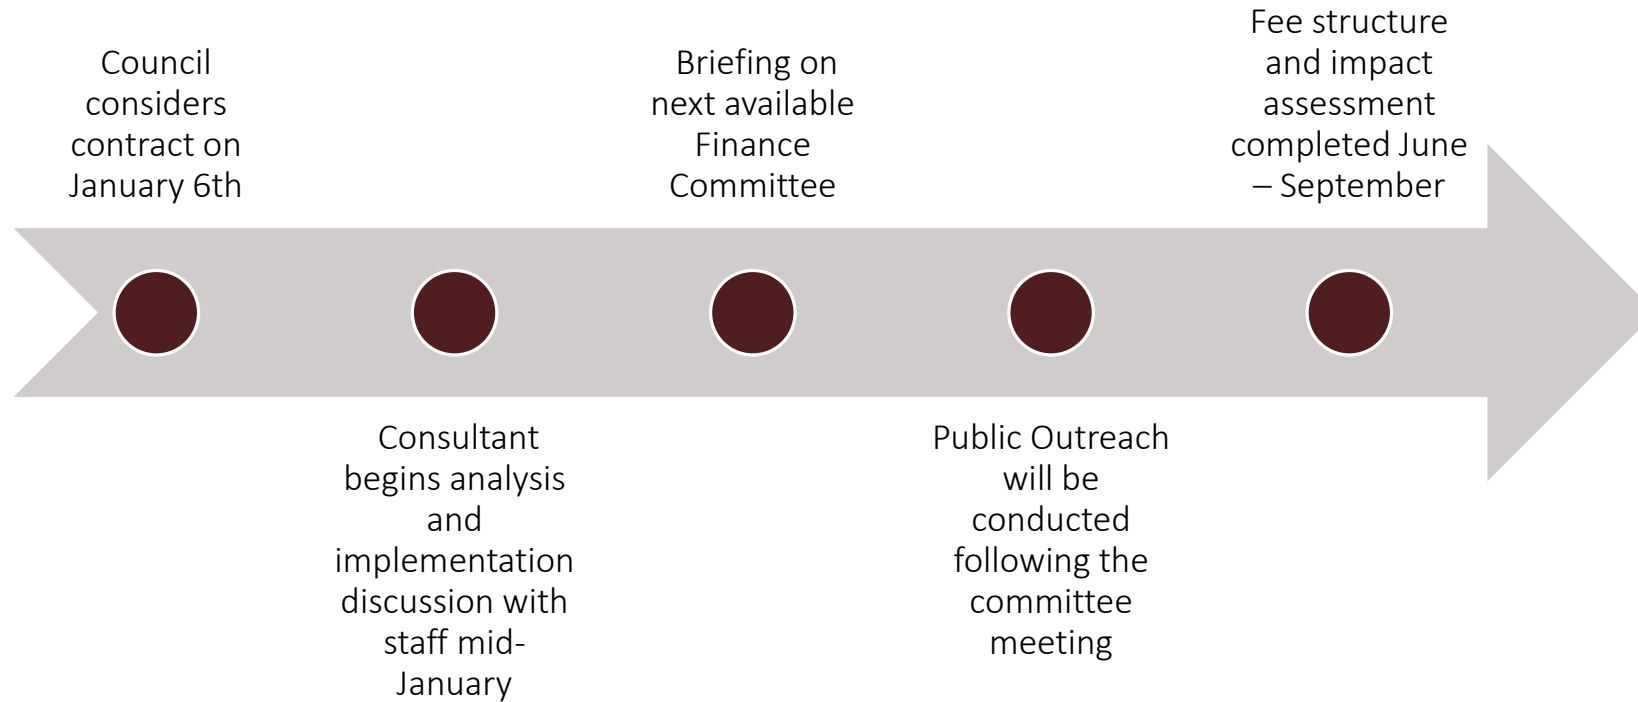 Council
considers
contract on
January 6th
Consultant
begins analysis
and
implementation
discussion with
staff mid-
January
Briefing on
next available
Finance
Committee
Public Outreach
will be
conducted
following the
committee
meeting
Fee structure
and impact
assessment
completed June
– September